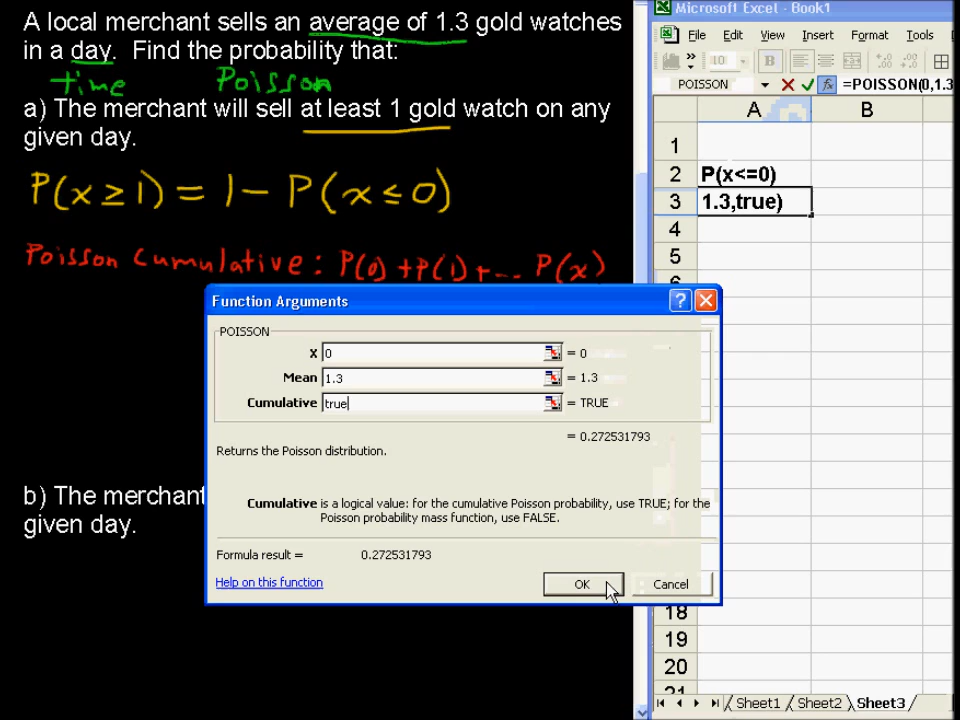 A local merchant sells an average of 1.3 gold watches
in a day. Find the probability that:
time Poisson
a) The merchant will sell at least 1 gold watch on any
given day.
P(x ≥ 1) = 1 - P(x ≤ 0)
Poisson Cumulative: P(0) + P(1) + ... P(x)
b) The merchant
given day.
Microsoft Excel - Book1
File Edit View Insert Format Tools
10 B
POISSON =POISSON(0,1.3
A B
1
2 P(x<=0)
3 1.3,true)
4
5
6
18
19
20
21
Sheet1 Sheet2 Sheet3
Function Arguments
POISSON
X 0 = 0
Mean 1.3 = 1.3
Cumulative true = TRUE
= 0.272531793
Returns the Poisson distribution.
Cumulative is a logical value: for the cumulative Poisson probability, use TRUE; for the
Poisson probability mass function, use FALSE.
Formula result = 0.272531793
Help on this function
OK Cancel